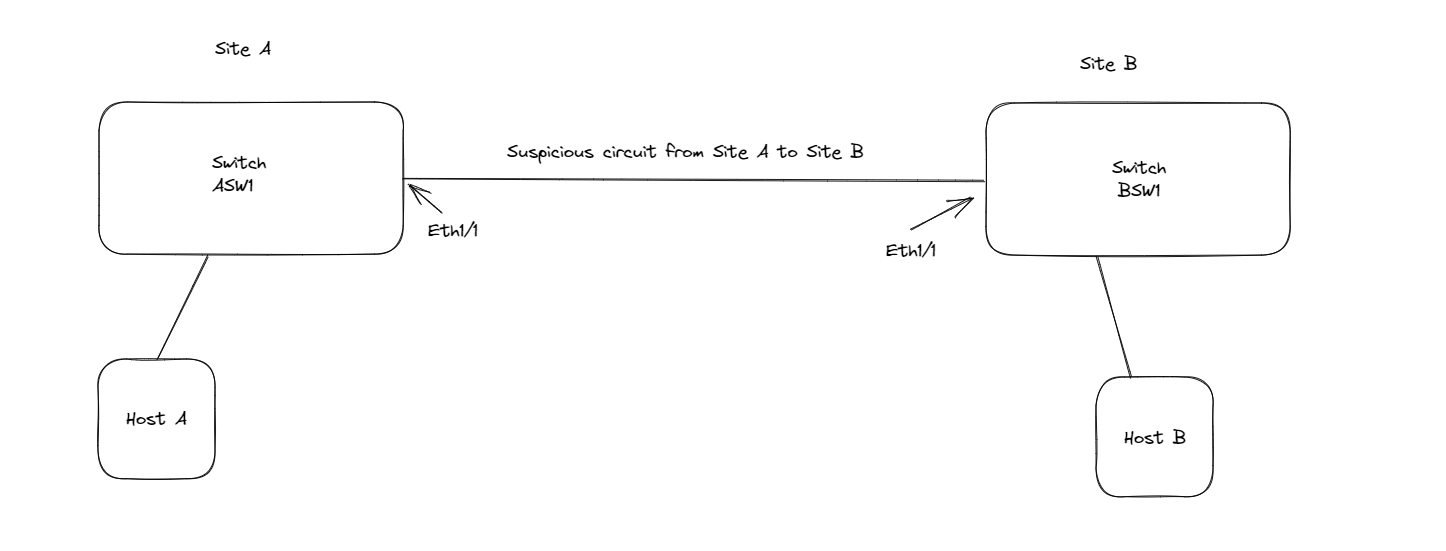 Site A
Site B
Suspicious circuit from Site A to Site B
Switch
ASW1
Switch
BSW1
Eth1/1
Eth1/1
Host A
Host B